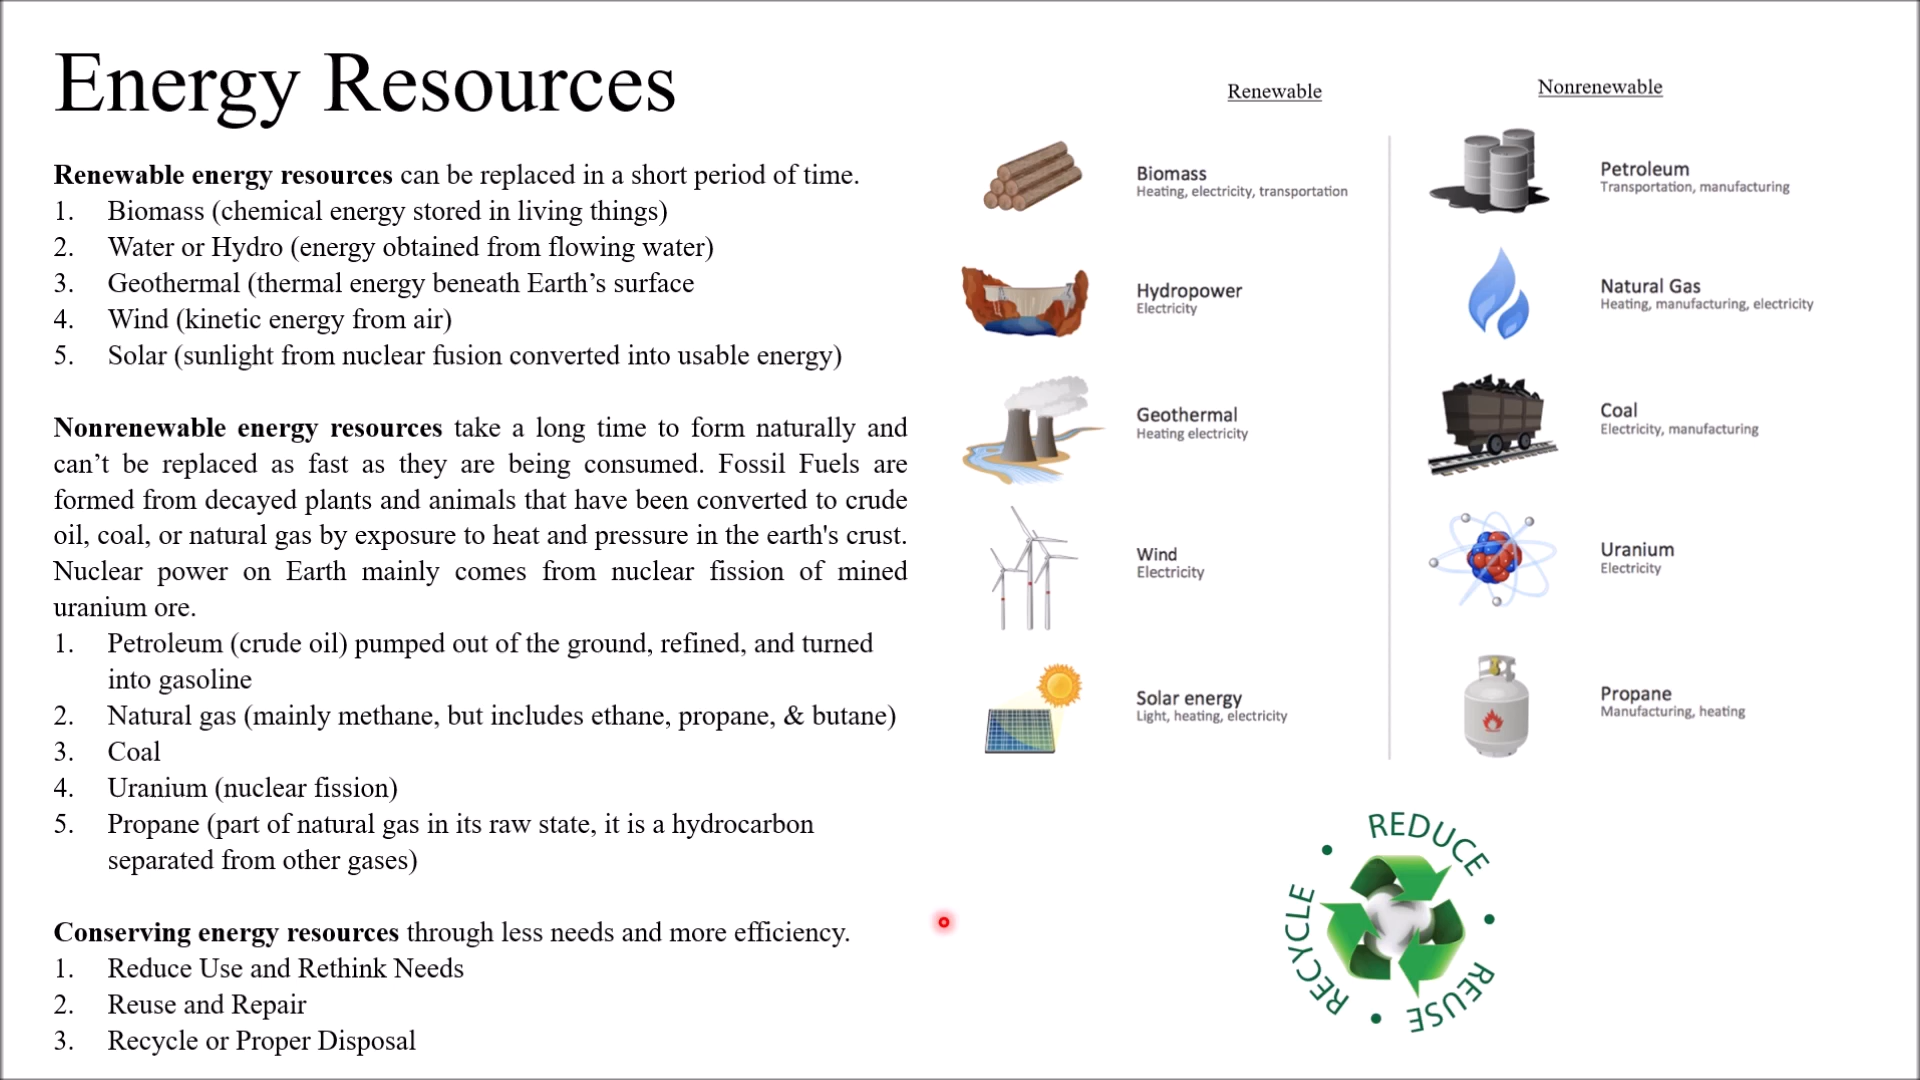 Energy Resources
Renewable energy resources can be replaced in a short period of time.
1. Biomass (chemical energy stored in living things)
2. Water or Hydro (energy obtained from flowing water)
3. Geothermal (thermal energy beneath Earth’s surface
4. Wind (kinetic energy from air)
5. Solar (sunlight from nuclear fusion converted into usable energy)
Nonrenewable energy resources take a long time to form naturally and
can’t be replaced as fast as they are being consumed. Fossil Fuels are
formed from decayed plants and animals that have been converted to crude
oil, coal, or natural gas by exposure to heat and pressure in the earth's crust.
Nuclear power on Earth mainly comes from nuclear fission of mined
uranium ore.
1. Petroleum (crude oil) pumped out of the ground, refined, and turned
into gasoline
2. Natural gas (mainly methane, but includes ethane, propane, & butane)
3. Coal
4. Uranium (nuclear fission)
5. Propane (part of natural gas in its raw state, it is a hydrocarbon
separated from other gases)
Conserving energy resources through less needs and more efficiency.
1. Reduce Use and Rethink Needs
2. Reuse and Repair
3. Recycle or Proper Disposal
Renewable
Biomass
Heating, electricity, transportation
Hydropower
Electricity
Geothermal
Heating electricity
Wind
Electricity
Solar energy
Light, heating, electricity
Nonrenewable
Petroleum
Transportation, manufacturing
Natural Gas
Heating, manufacturing, electricity
Coal
Electricity, manufacturing
Uranium
Electricity
Propane
Manufacturing, heating
REDUCE
REUSE
RECYCLE